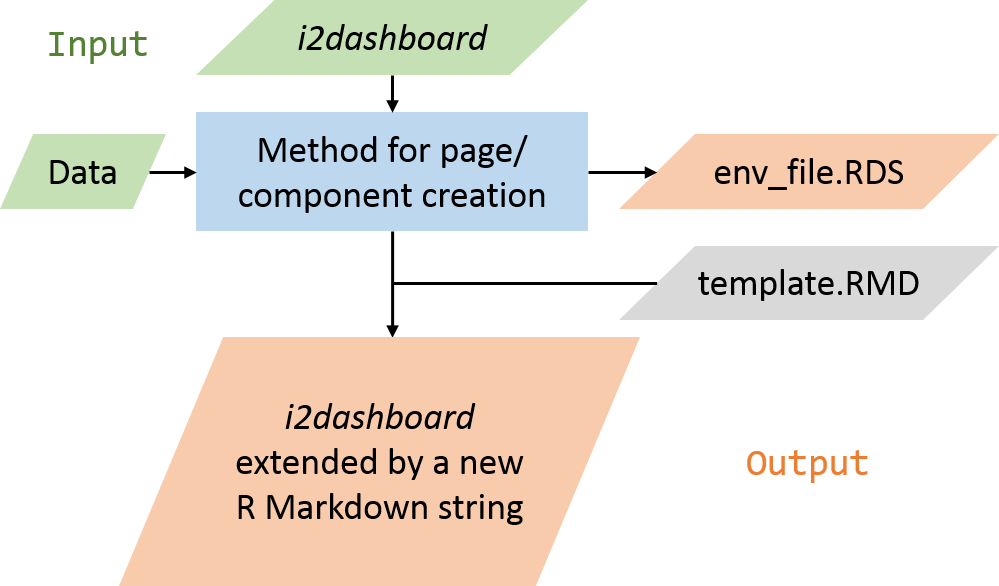 Input
i2dashboard
Data
Method for page/
component creation
env_file.RDS
template.RMD
i2dashboard
extended by a new
R Markdown string
Output